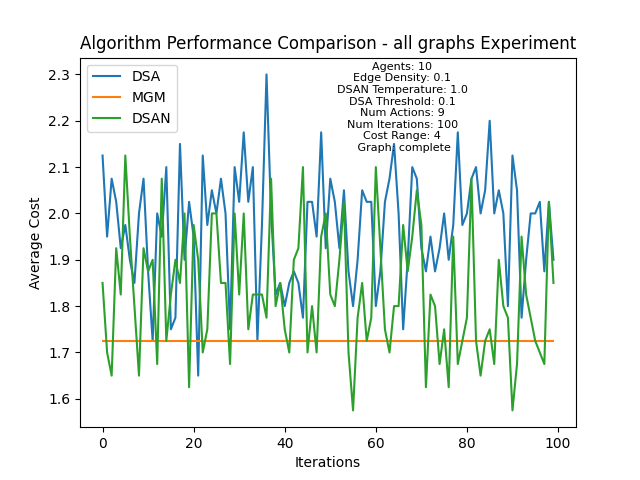 Algorithm Performance Comparison - all graphs Experiment
DSA
MGM
DSAN
Agents: 10
Edge Density: 0.1
DSAN Temperature: 1.0
DSA Threshold: 0.1
Num Actions: 9
Num Iterations: 100
Cost Range: 4
Graph: complete
Average Cost
2.3
2.2
2.1
2.0
1.9
1.8
1.7
1.6
0 20 40 60 80 100
Iterations